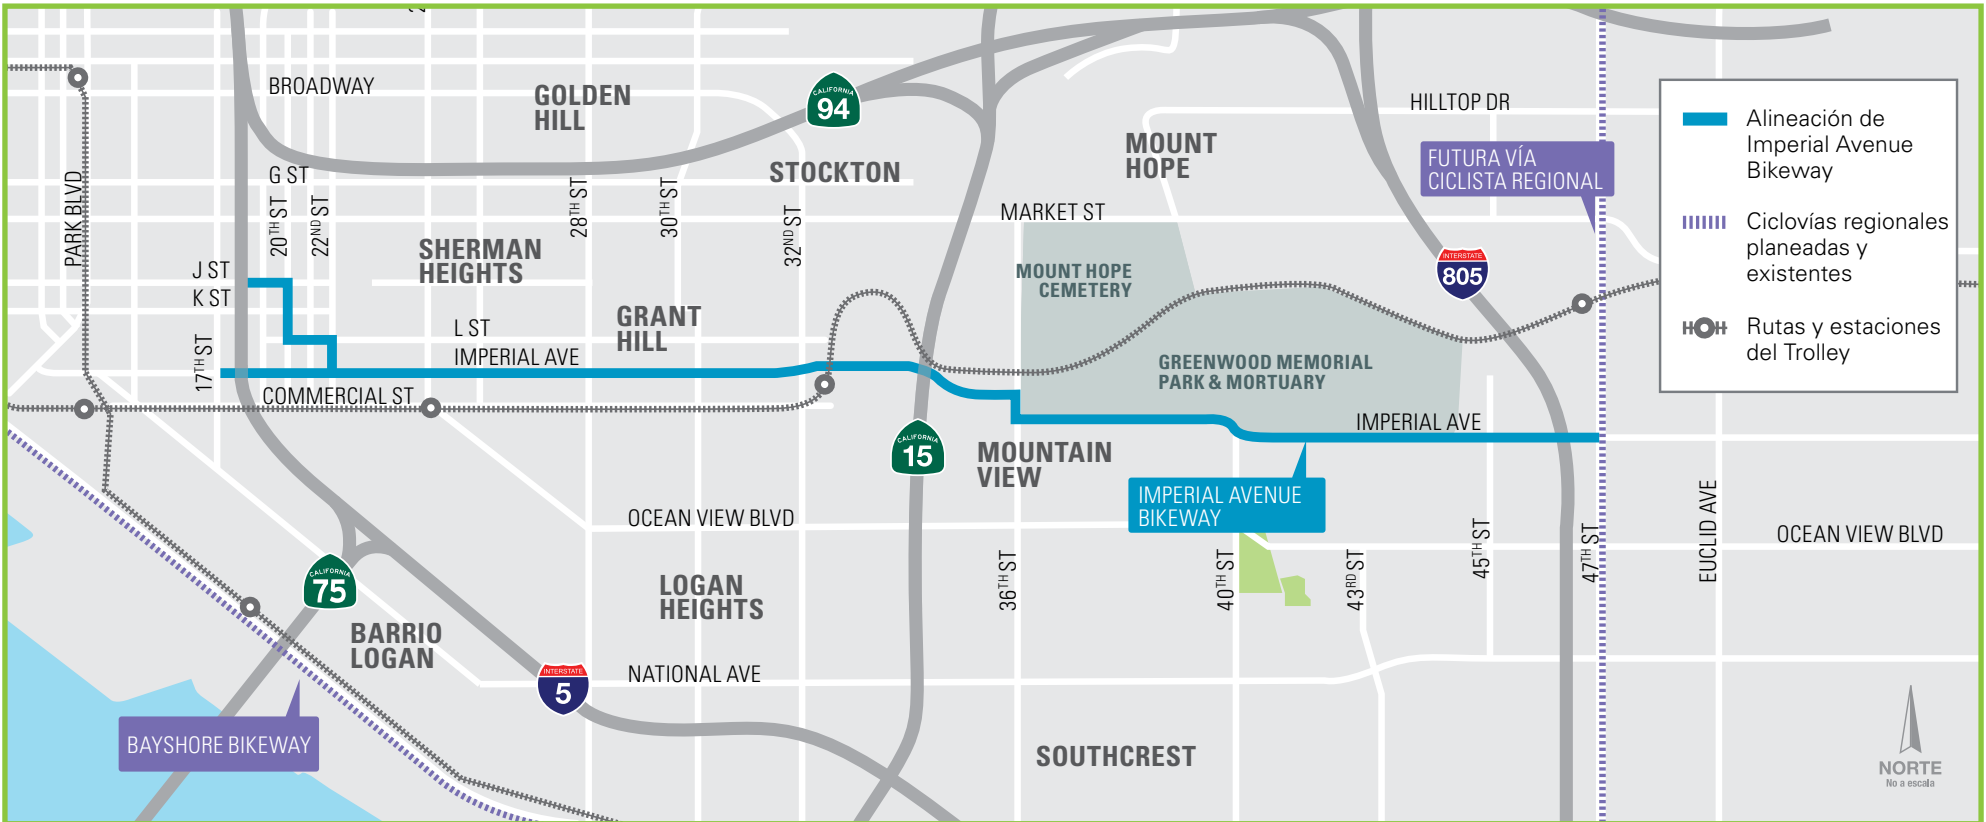 BROADWAY
GOLDEN
HILL
CALIFORNIA
94
HILLTOP DR
MOUNT
HOPE
STOCKTON
G ST
PARK BLVD
20TH ST
22ND ST
28TH ST
30TH ST
32ND ST
MARKET ST
FUTURA VÍA
CICLISTA REGIONAL
Alineación de
Imperial Avenue
Bikeway
Ciclovías regionales
planeadas y
existentes
Rutas y estaciones
del Trolley
SHERMAN
HEIGHTS
J ST
K ST
MOUNT HOPE
CEMETERY
INTERSTATE
805
GRANT
HILL
L ST
IMPERIAL AVE
17TH ST
COMMERCIAL ST
GREENWOOD MEMORIAL
PARK & MORTUARY
IMPERIAL AVE
CALIFORNIA
15
MOUNTAIN
VIEW
IMPERIAL AVENUE
BIKEWAY
OCEAN VIEW BLVD
36TH ST
40TH ST
43RD ST
45TH ST
47TH ST
EUCLID AVE
OCEAN VIEW BLVD
CALIFORNIA
75
LOGAN
HEIGHTS
BARRIO
LOGAN
INTERSTATE
5
NATIONAL AVE
BAYSHORE BIKEWAY
SOUTHCREST
NORTE
No a escala